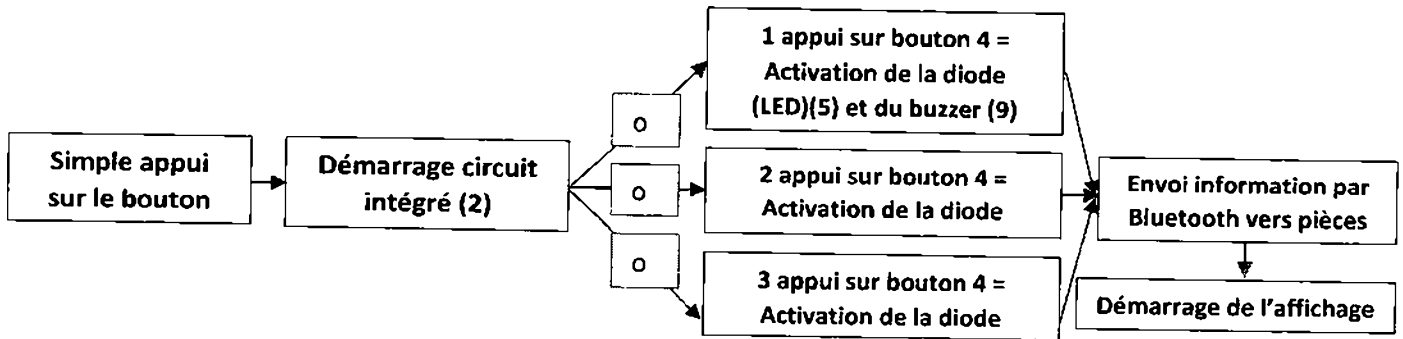 Simple appui
sur le bouton
Démarrage circuit
intégré (2)
O
O
O
1 appui sur bouton 4 =
Activation de la diode
(LED)(5) et du buzzer (9)
2 appui sur bouton 4 =
Activation de la diode
3 appui sur bouton 4 =
Activation de la diode
Envoi information par
Bluetooth vers pièces
Démarrage de l'affichage